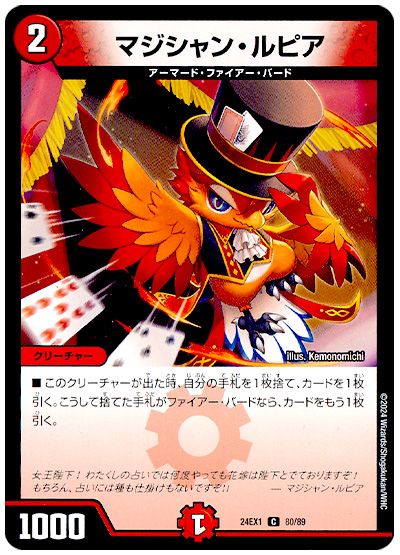 2
マジシャン・ルピア
アーマード・ファイアー・バード
クリーチャー
illus. Kemonomichi
■このクリーチャーが出た時、自分の手札を1枚捨て、カードを1枚
引く。こうして捨てた手札がファイアー・バードなら、カードをもう1枚
引く。
女王陛下！わたくしの占いでは何度やっても花嫁は陛下とでておりますぞ！
もちろん、占いには種も仕掛けもないですぞ！ ― マジシャン・ルピア
©2024 Wizards/Shogakukan/WHC
1000
1
24EX1 C 80/89